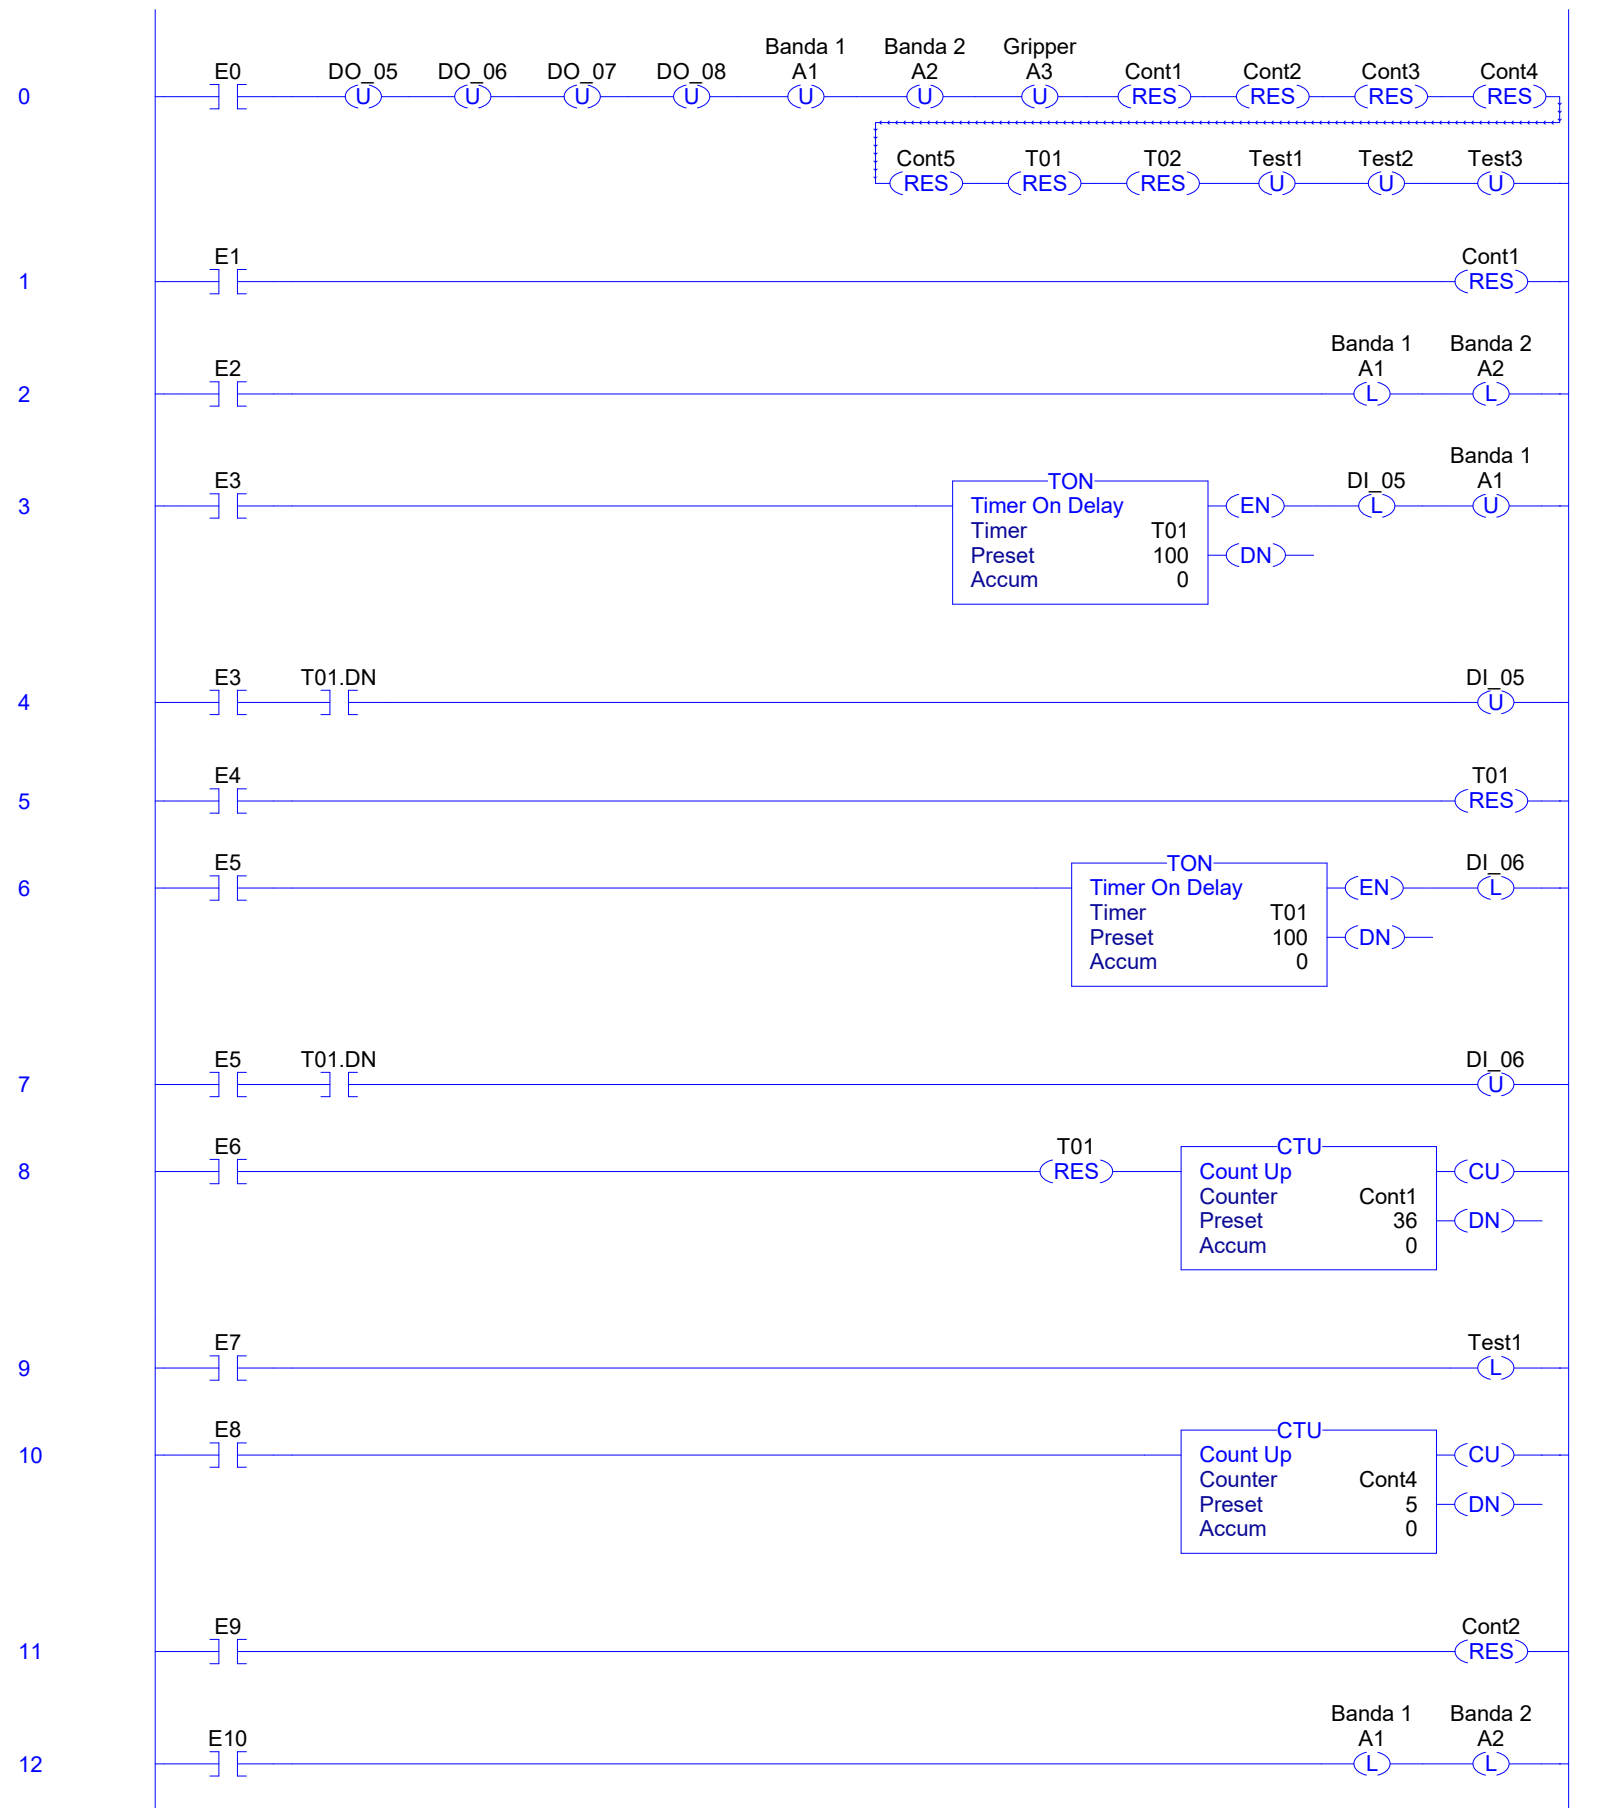 Banda 1 Banda 2 Gripper
E0 DO_05 DO_06 DO_07 DO_08 A1 A2 A3 Cont1 Cont2 Cont3 Cont4
0 U U U U U U U RES RES RES RES
Cont5 T01 T02 Test1 Test2 Test3
RES RES RES U U U
E1 Cont1
1 RES
Banda 1 Banda 2
E2 A1 A2
2 L L
Banda 1
E3 TON DI_05 A1
3 Timer On Delay EN L U
Timer T01
Preset 100 DN
Accum 0
E3 T01.DN DI_05
4 U
E4 T01
5 RES
E5 TON DI_06
6 Timer On Delay EN L
Timer T01
Preset 100 DN
Accum 0
E5 T01.DN DI_06
7 U
E6 T01 CTU
8 RES Count Up CU
Counter Cont1
Preset 36 DN
Accum 0
E7 Test1
9 L
E8 CTU
10 Count Up CU
Counter Cont4
Preset 5 DN
Accum 0
E9 Cont2
11 RES
Banda 1 Banda 2
E10 A1 A2
12 L L